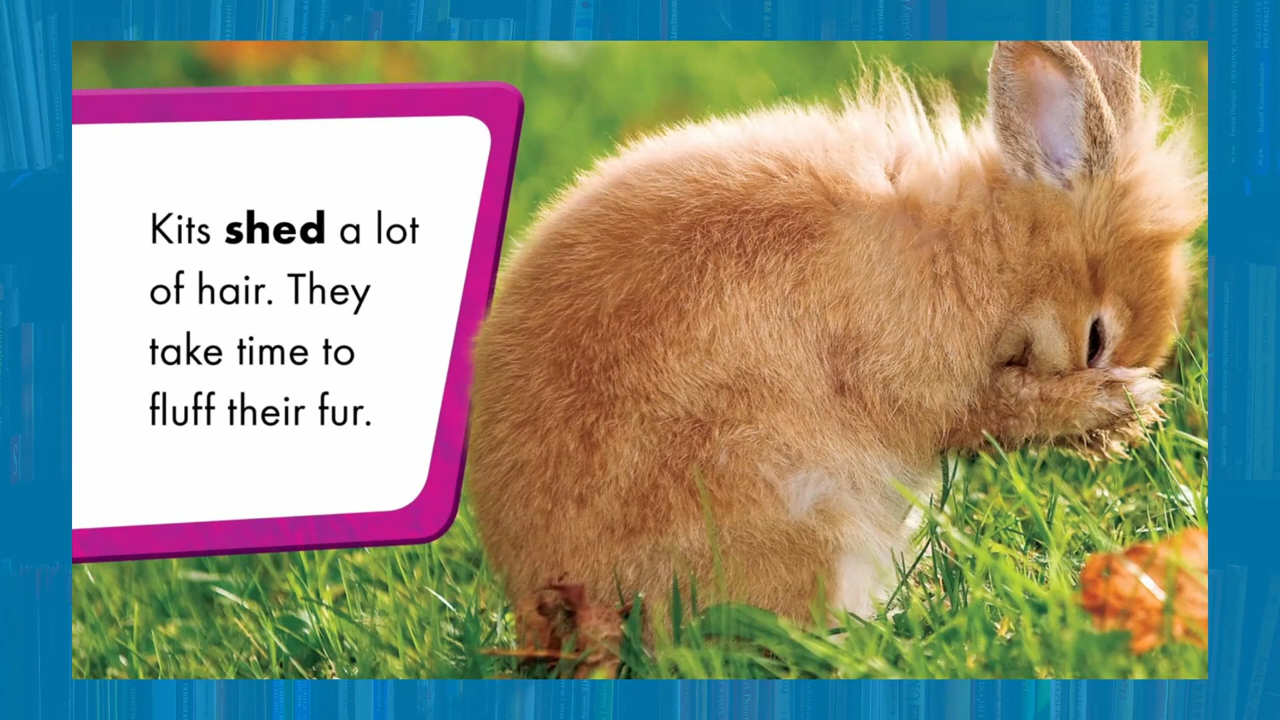 Kits shed a lot
of hair. They
take time to
fluff their fur.